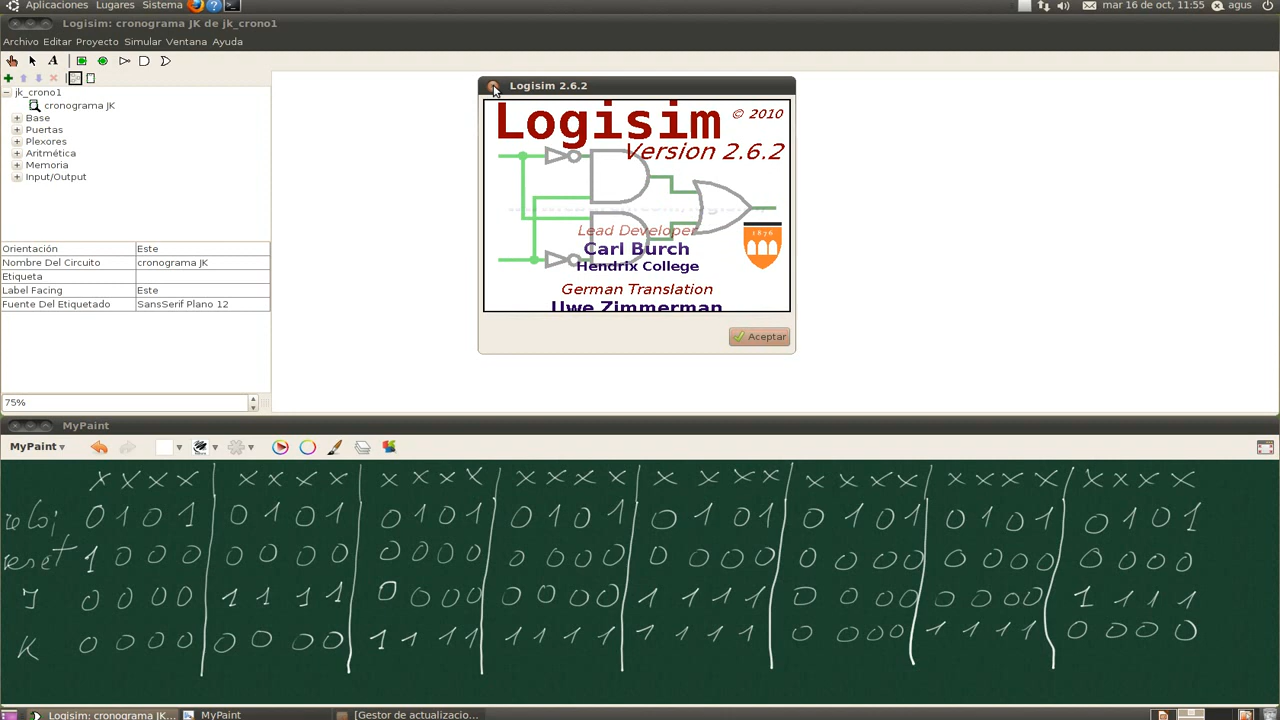 Aplicaciones Lugares Sistema ? mar 16 de oct, 11:55 agus
Logisim: cronograma JK de jk_crono1
Archivo Editar Proyecto Simular Ventana Ayuda
A
jk_crono1
cronograma JK
Base
Puertas
Plexores
Aritmética
Memoria
Input/Output
Orientación Este
Nombre Del Circuito cronograma JK
Etiqueta
Label Facing Este
Fuente Del Etiquetado SansSerif Plano 12
75%
Logisim 2.6.2
Logisim © 2010
Version 2.6.2
Lead Developer
1876
Carl Burch
Hendrix College
German Translation
Uwe Zimmerman
Aceptar
MyPaint
MyPaint
x x x x | x x x x | x x x x | x x x x | x x x x | x x x x | x x x x | x x x x
reloj 0 1 0 1 | 0 1 0 1 | 0 1 0 1 | 0 1 0 1 | 0 1 0 1 | 0 1 0 1 | 0 1 0 1 | 0 1 0 1
reset 1 0 0 0 | 0 0 0 0 | 0 0 0 0 | 0 0 0 0 | 0 0 0 0 | 0 0 0 0 | 0 0 0 0 | 0 0 0 0
J 0 0 0 0 | 1 1 1 1 | 0 0 0 0 | 0 0 0 0 | 1 1 1 1 | 0 0 0 0 | 0 0 0 0 | 1 1 1 1
K 0 0 0 0 | 0 0 0 0 | 1 1 1 1 | 1 1 1 1 | 1 1 1 1 | 0 0 0 0 | 1 1 1 1 | 0 0 0 0
Logisim: cronograma JK... MyPaint [Gestor de actualizacio...